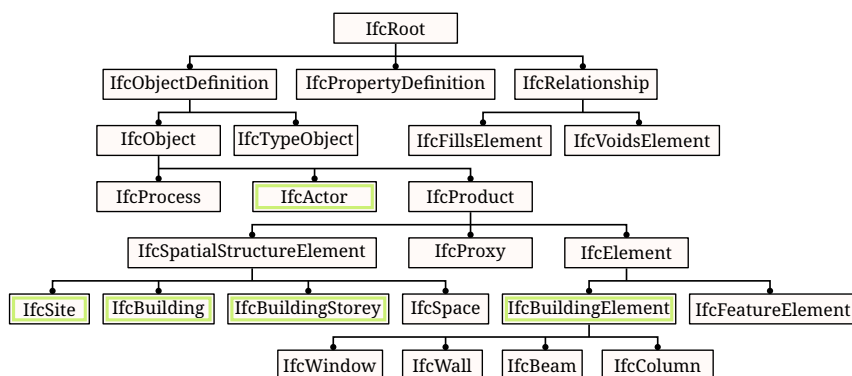 IfcRoot
IfcObjectDefinition IfcPropertyDefinition IfcRelationship
IfcObject IfcTypeObject IfcFillsElement IfcVoidsElement
IfcProcess IfcActor IfcProduct
IfcSpatialStructureElement IfcProxy IfcElement
IfcSite IfcBuilding IfcBuildingStorey IfcSpace IfcBuildingElement IfcFeatureElement
IfcWindow IfcWall IfcBeam IfcColumn